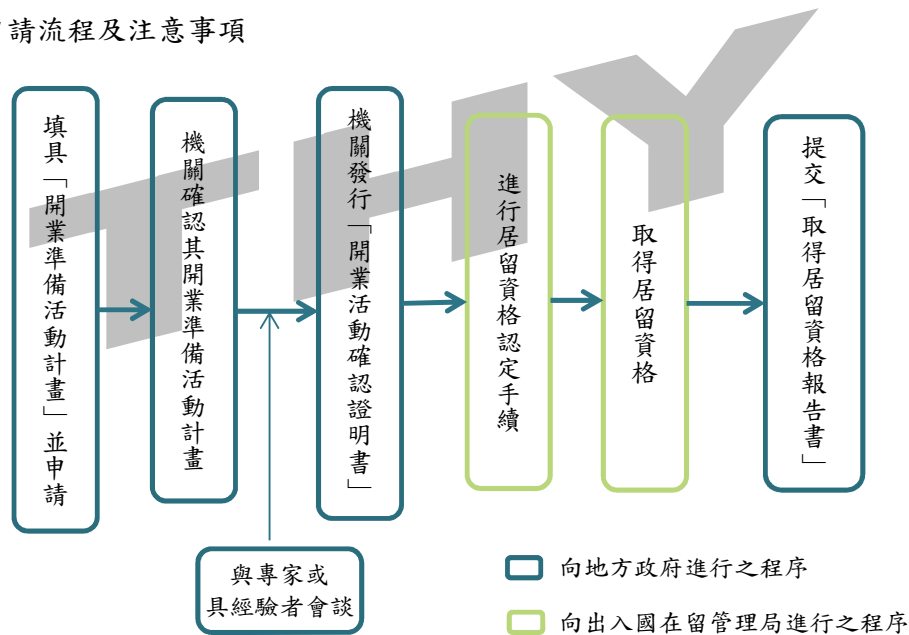 請流程及注意事項
填具「開業準備活動計畫」並申請
機關確認其開業準備活動計畫
機關發行「開業活動確認證明書」
進行居留資格認定手續
取得居留資格
提交「取得居留資格報告書」
與專家或
具經驗者會談
向地方政府進行之程序
向出入國在留管理局進行之程序
THY